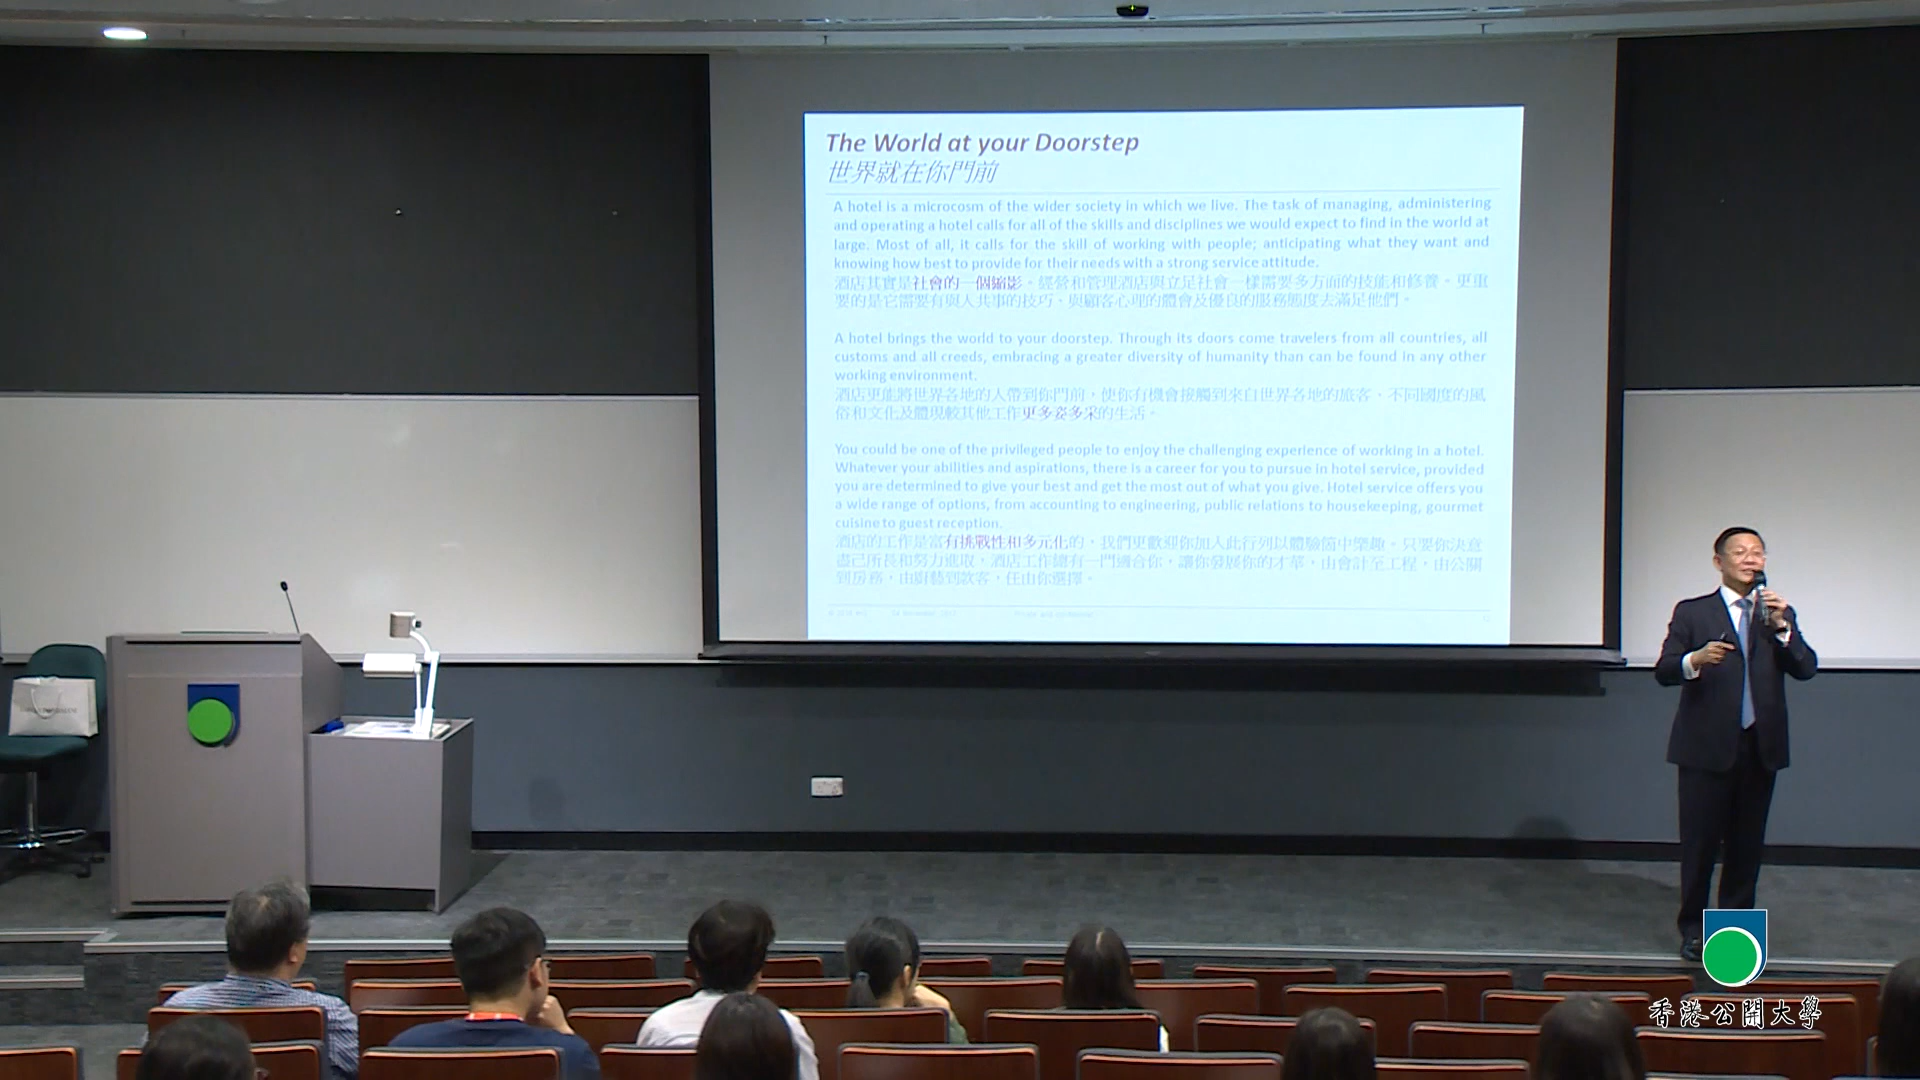 The World at your Doorstep
世界就在你門前
A hotel is a microcosm of the wider society in which we live. The task of managing, administering
and operating a hotel calls for all of the skills and disciplines we would expect to find in the world at
large. Most of all, it calls for the skill of working with people; anticipating what they want and
knowing how best to provide for their needs with a strong service attitude.
酒店其實是社會的一個縮影。經營和管理酒店與立足社會一樣需要多方面的技能和修養。更重
要的是它需要有與人共事的技巧、與顧客心理的體會及優良的服務態度去滿足他們。
A hotel brings the world to your doorstep. Through its doors come travelers from all countries, all
customs and all creeds, embracing a greater diversity of humanity than can be found in any other
working environment.
酒店更能將世界各地的人帶到你門前，使你有機會接觸到來自世界各地的旅客、不同國度的風
俗和文化及體現較其他工作更多姿多采的生活。
You could be one of the privileged people to enjoy the challenging experience of working in a hotel.
Whatever your abilities and aspirations, there is a career for you to pursue in hotel service, provided
you are determined to give your best and get the most out of what you give. Hotel service offers you
a wide range of options, from accounting to engineering, public relations to housekeeping, gourmet
cuisine to guest reception.
酒店的工作是富有挑戰性和多元化的，我們更歡迎你加入此行列以體驗箇中樂趣。只要你決意
盡己所長和努力進取，酒店工作總有一門適合你，讓你發展你的才華，由會計至工程，由公關
到房務，由廚藝到款客，任由你選擇。
香港公開大學